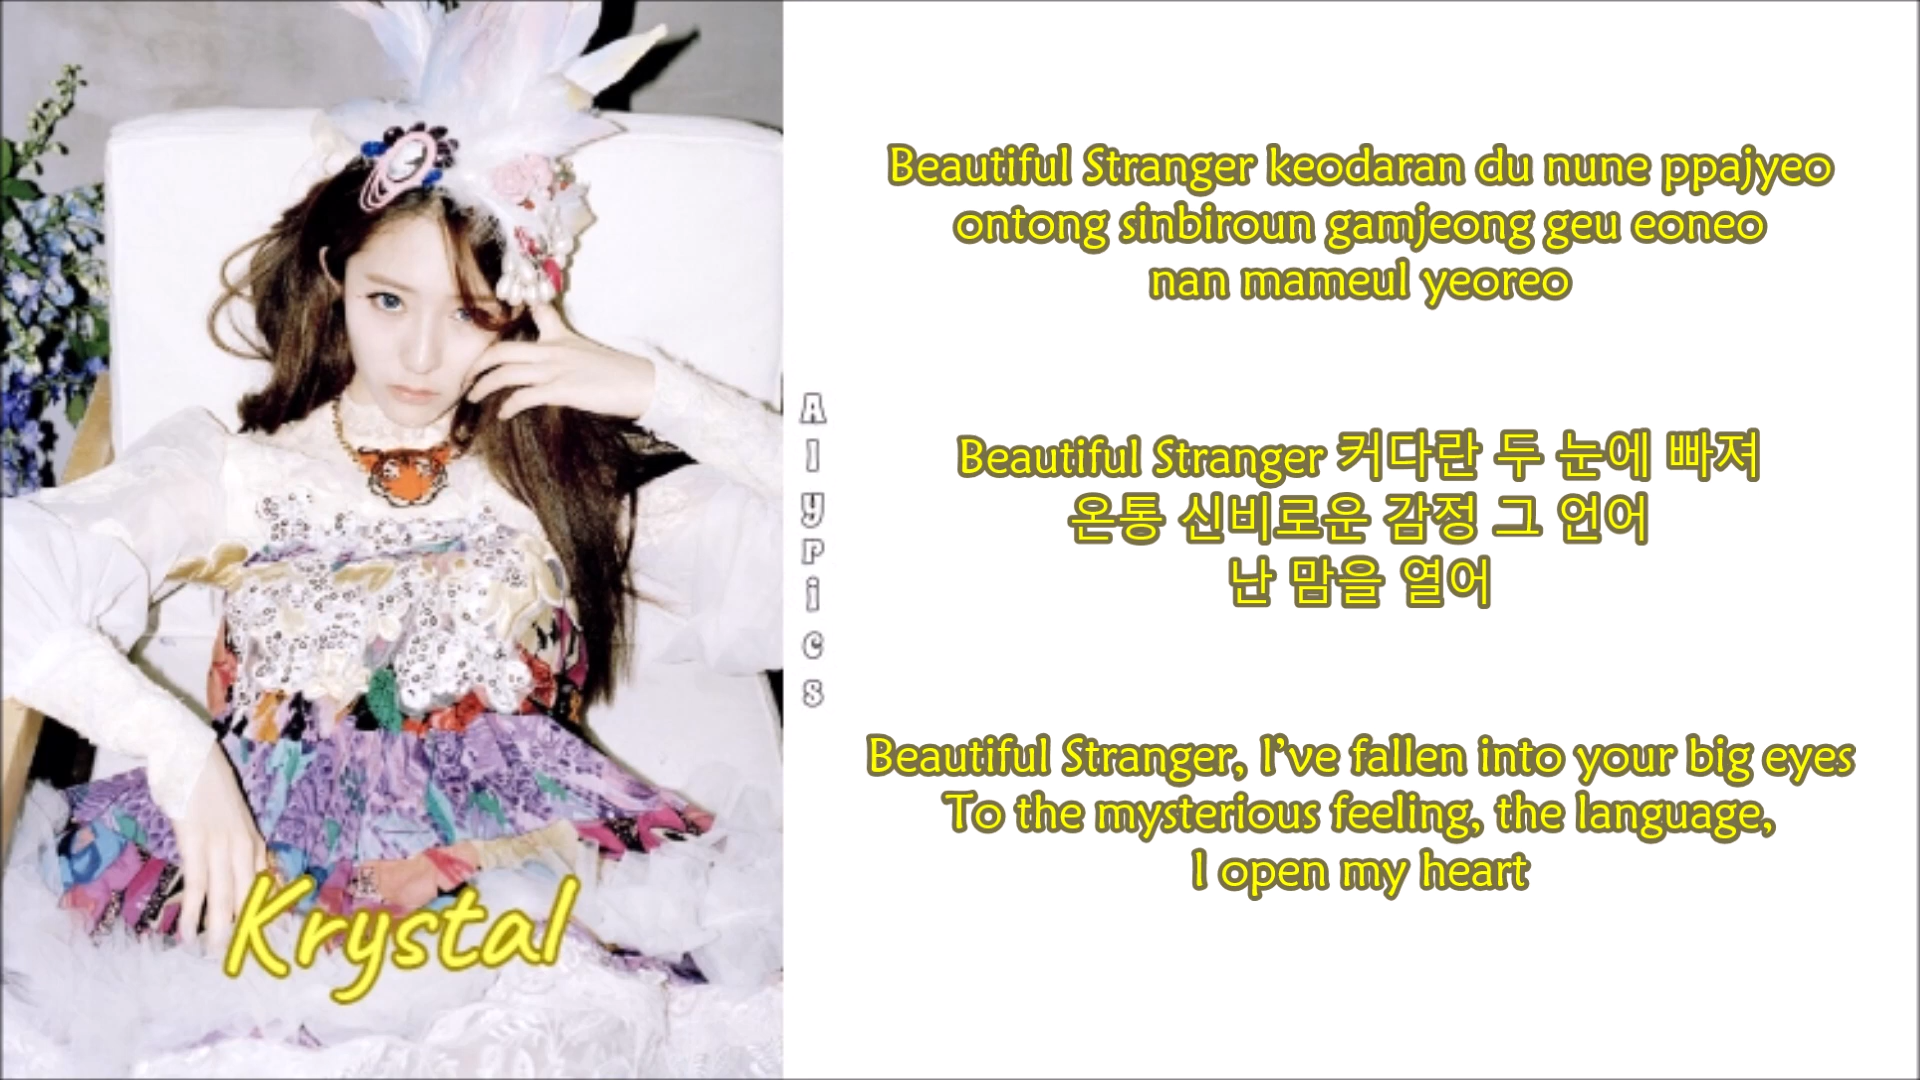 Beautiful Stranger keodaran du nune ppajyeo
ontong sinbiroun gamjeong geu eoneo
nan mameul yeoreo
Beautiful Stranger 커다란 두 눈에 빠져
온통 신비로운 감정 그 언어
난 맘을 열어
Beautiful Stranger, I've fallen into your big eyes
To the mysterious feeling, the language,
I open my heart
Alypics
Krystal